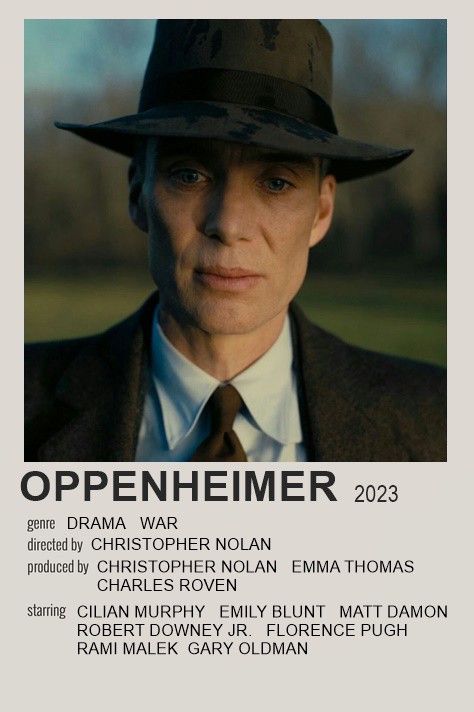 OPPENHEIMER 2023
genre DRAMA WAR
directed by CHRISTOPHER NOLAN
produced by CHRISTOPHER NOLAN EMMA THOMAS
CHARLES ROVEN
starring CILIAN MURPHY EMILY BLUNT MATT DAMON
ROBERT DOWNEY JR. FLORENCE PUGH
RAMI MALEK GARY OLDMAN